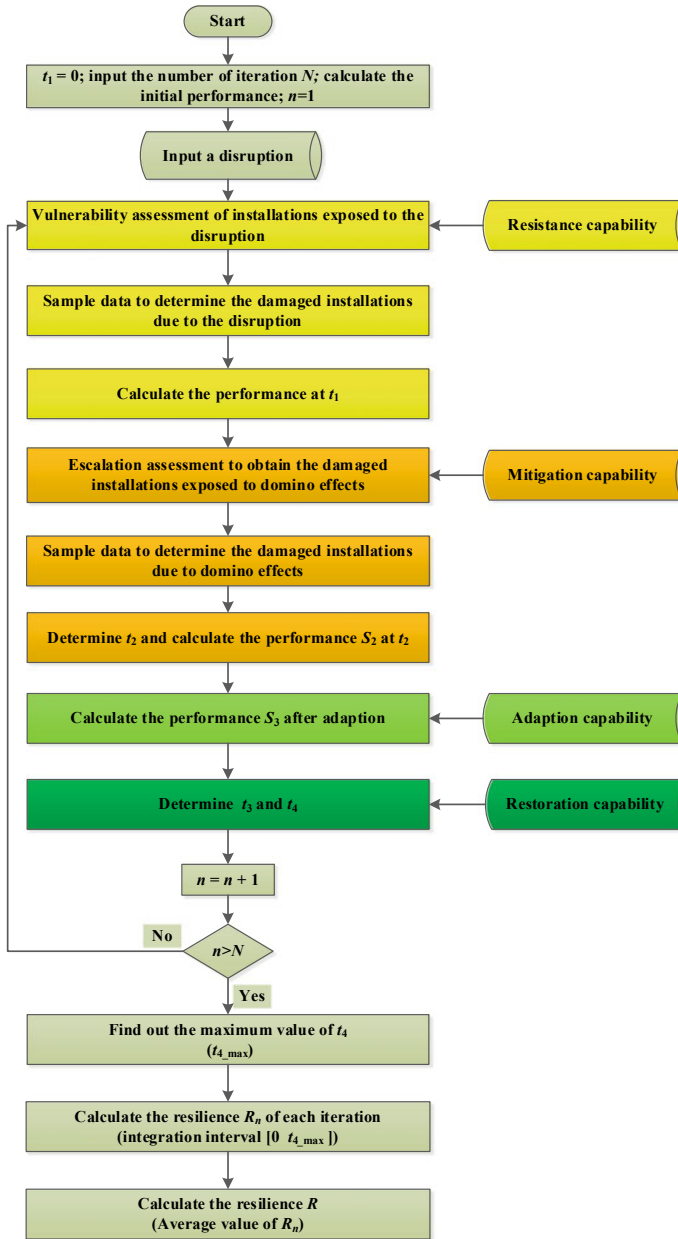 Start
t₁ = 0; input the number of iteration N; calculate the
initial performance; n=1
Input a disruption
Vulnerability assessment of installations exposed to the
disruption
Resistance capability
Sample data to determine the damaged installations
due to the disruption
Calculate the performance at t₁
Escalation assessment to obtain the damaged
installations exposed to domino effects
Mitigation capability
Sample data to determine the damaged installations
due to domino effects
Determine t₂ and calculate the performance S₂ at t₂
Calculate the performance S₃ after adaption
Adaption capability
Determine t₃ and t₄
Restoration capability
n = n + 1
No
n>N
Yes
Find out the maximum value of t₄
(t₄_max)
Calculate the resilience Rₙ of each iteration
(integration interval [0 t₄_max ])
Calculate the resilience R
(Average value of Rₙ)